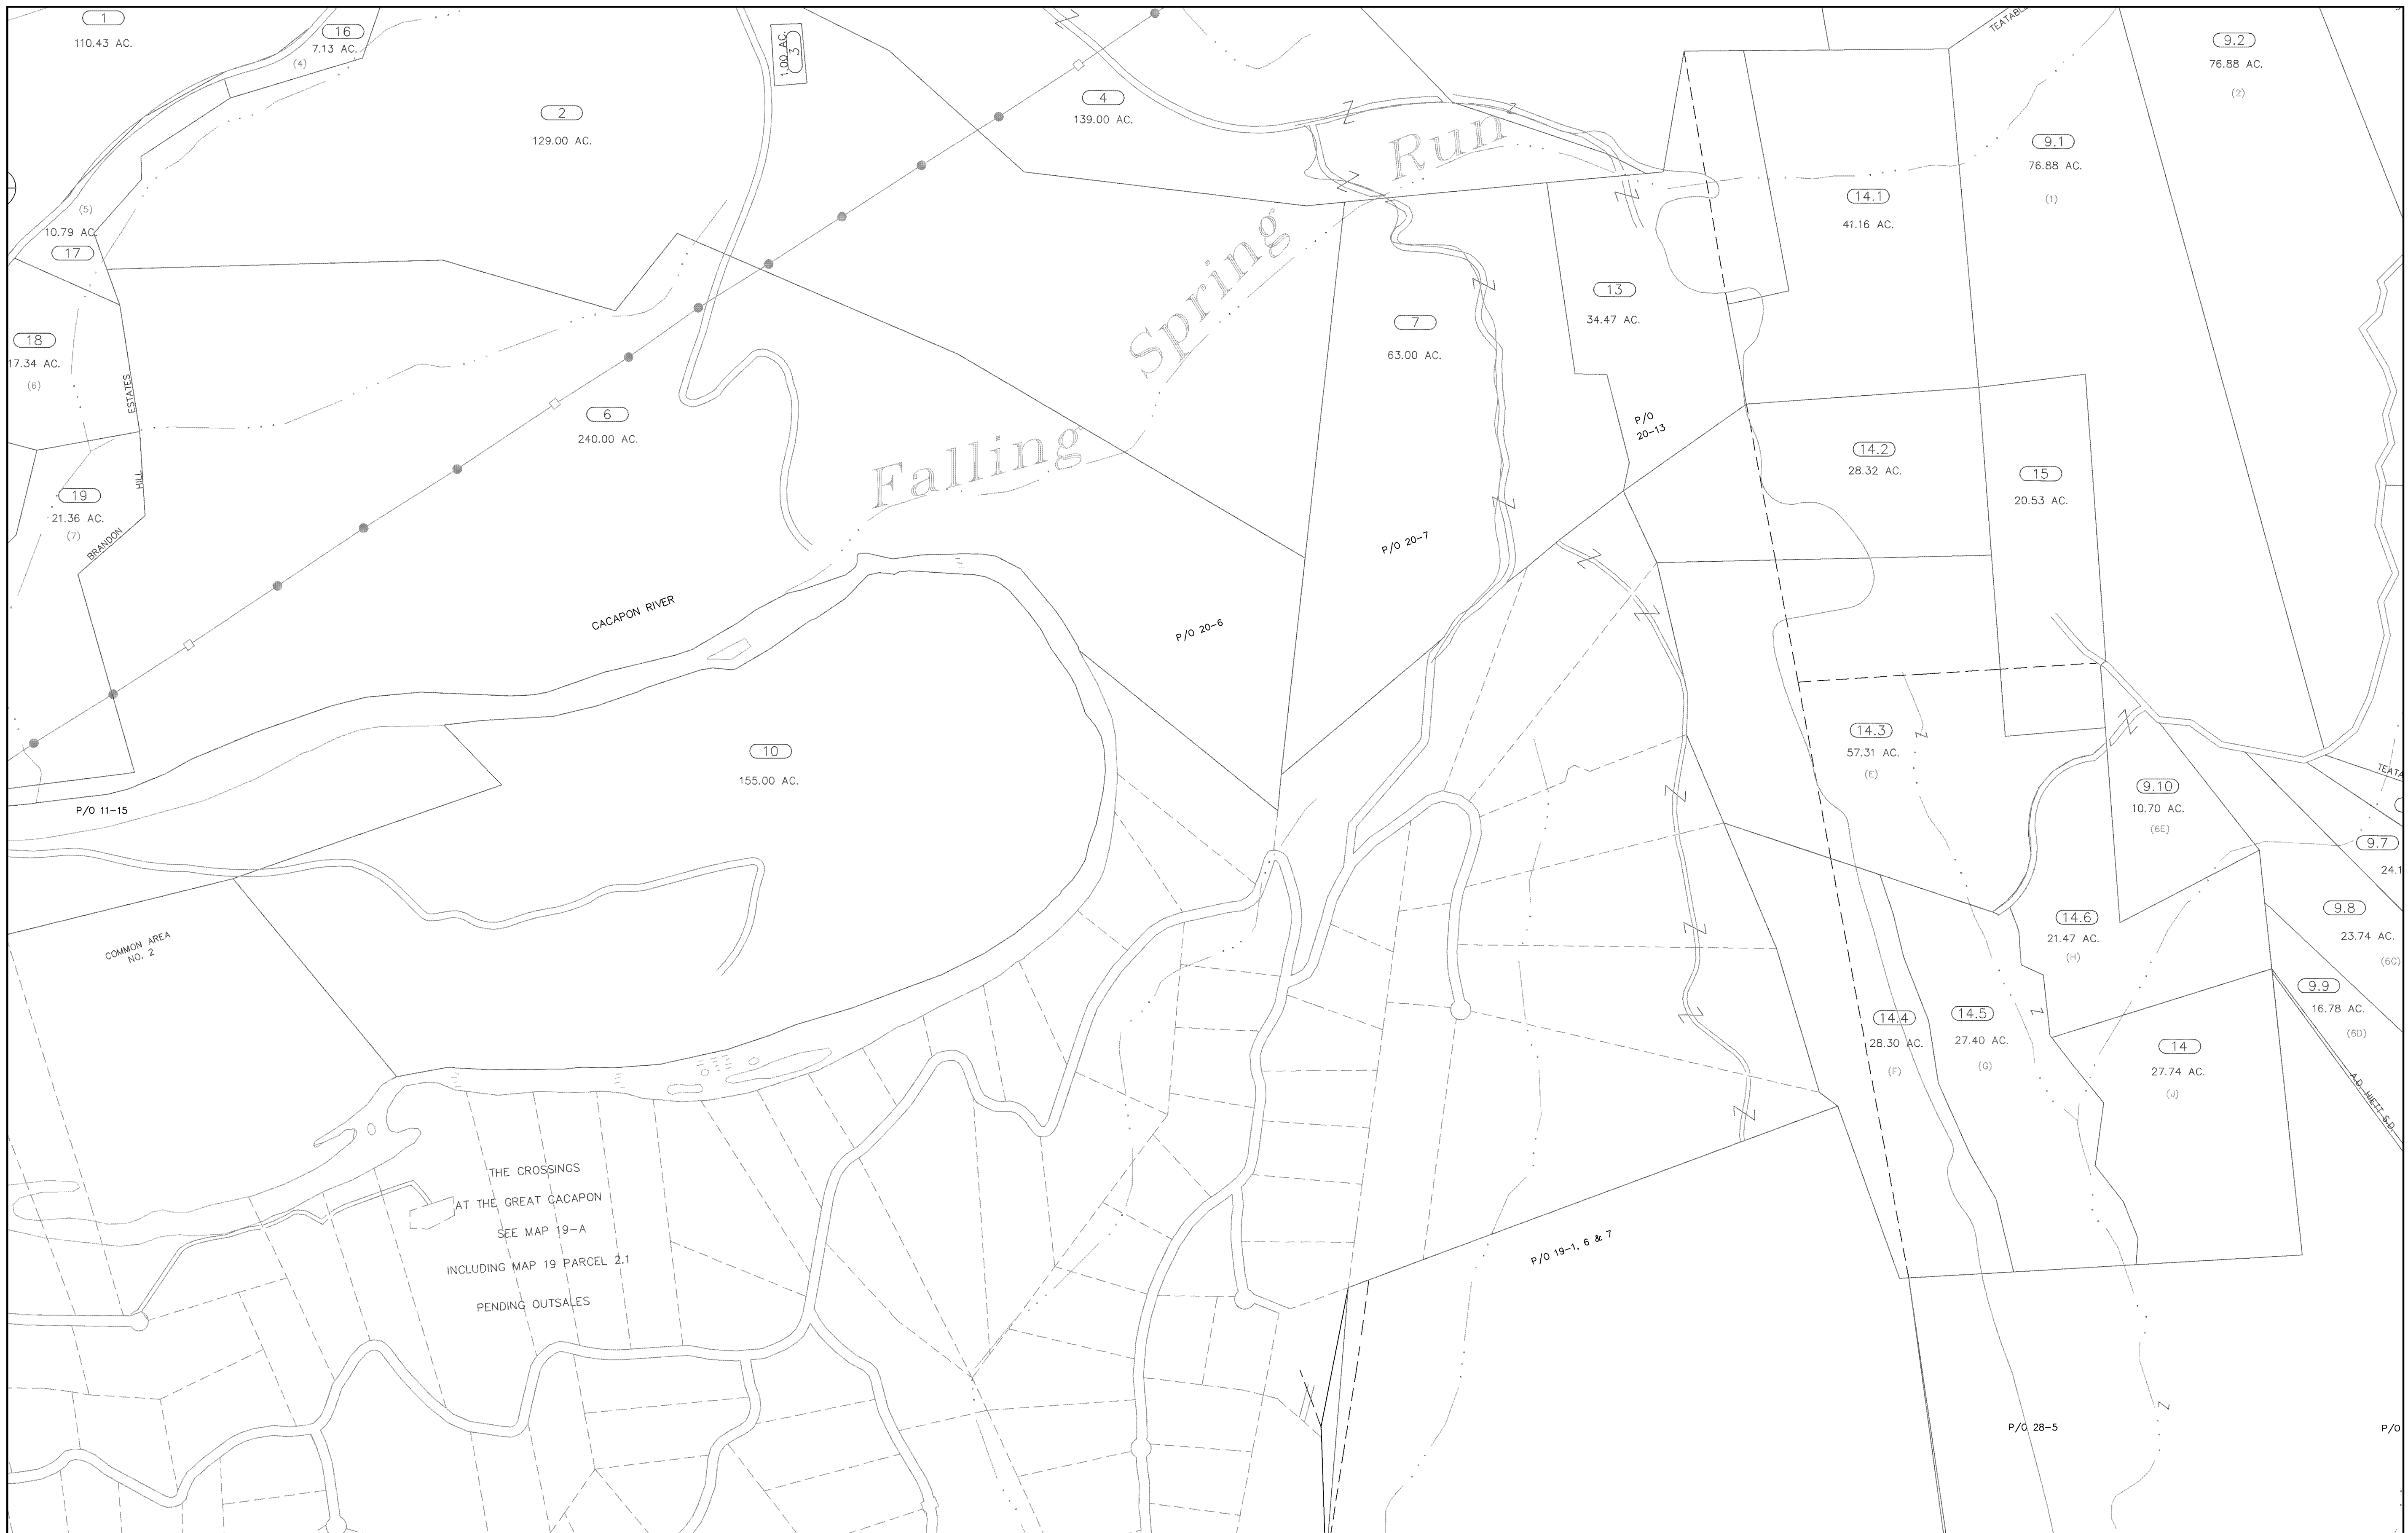 1
110.43 AC.
16
7.13 AC.
(4)
2
129.00 AC.
1.00 AC.
3
4
139.00 AC.
TEATABL
9.2
76.88 AC.
(2)
9.1
76.88 AC.
(1)
14.1
41.16 AC.
(5)
10.79 AC.
17
18
17.34 AC.
(6)
ESTATES
HILL
BRANDON
19
21.36 AC.
(7)
6
240.00 AC.
Falling Spring Run
7
63.00 AC.
13
34.47 AC.
P/O
20-13
14.2
28.32 AC.
15
20.53 AC.
P/O 20-7
P/O 20-6
CACAPON RIVER
10
155.00 AC.
P/O 11-15
COMMON AREA
NO. 2
14.3
57.31 AC.
(E)
9.10
10.70 AC.
(6E)
TEATA
9.7
24.1
9.8
23.74 AC.
(6C)
14.6
21.47 AC.
(H)
9.9
16.78 AC.
(6D)
14.4
28.30 AC.
(F)
14.5
27.40 AC.
(G)
14
27.74 AC.
(J)
A.D. HIETT S.D.
THE CROSSINGS
AT THE GREAT CACAPON
SEE MAP 19-A
INCLUDING MAP 19 PARCEL 2.1
PENDING OUTSALES
P/O 19-1, 6 & 7
P/O 28-5
P/O